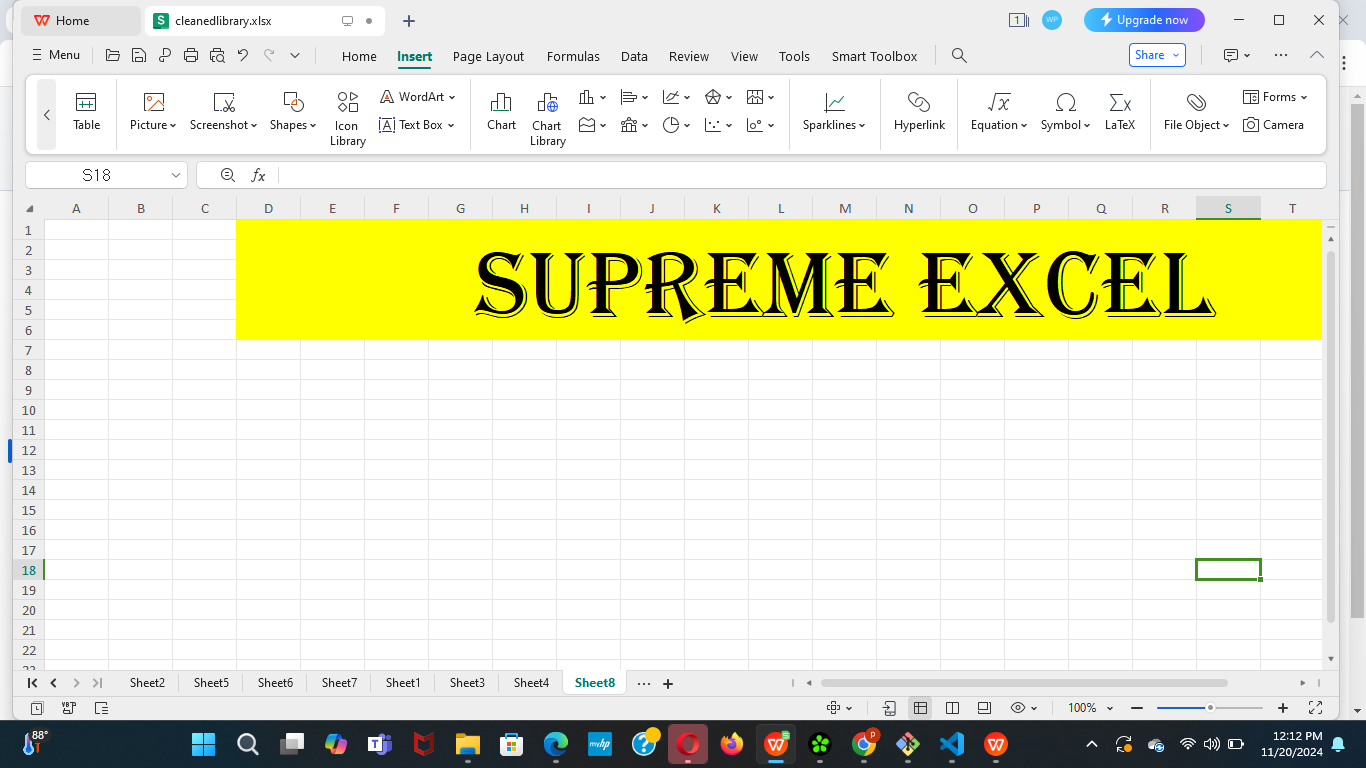 Home
cleanedlibrary.xlsx
1
WP
Upgrade now
Menu
Home Insert Page Layout Formulas Data Review View Tools Smart Toolbox
Share
Table
Picture
Screenshot
Shapes
Icon Library
WordArt
Text Box
Chart
Chart Library
Sparklines
Hyperlink
Equation
Symbol
LaTeX
File Object
Forms
Camera
S18
fx
A B C D E F G H I J K L M N O P Q R S T
1
2
3
4
5
6
SUPREME EXCEL
7
8
9
10
11
12
13
14
15
16
17
18
19
20
21
22
23
Sheet2 Sheet5 Sheet6 Sheet7 Sheet1 Sheet3 Sheet4 Sheet8
100%
88°
myhp
P
12:12 PM
11/20/2024